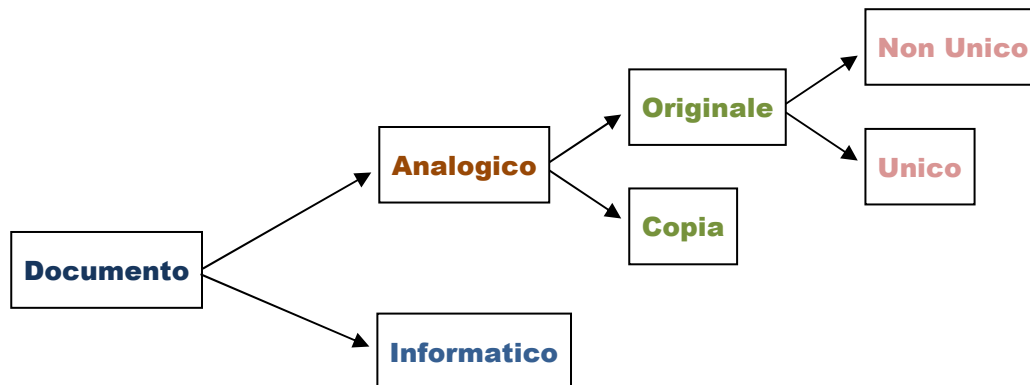 Non Unico
Originale
Unico
Analogico
Copia
Documento
Informatico